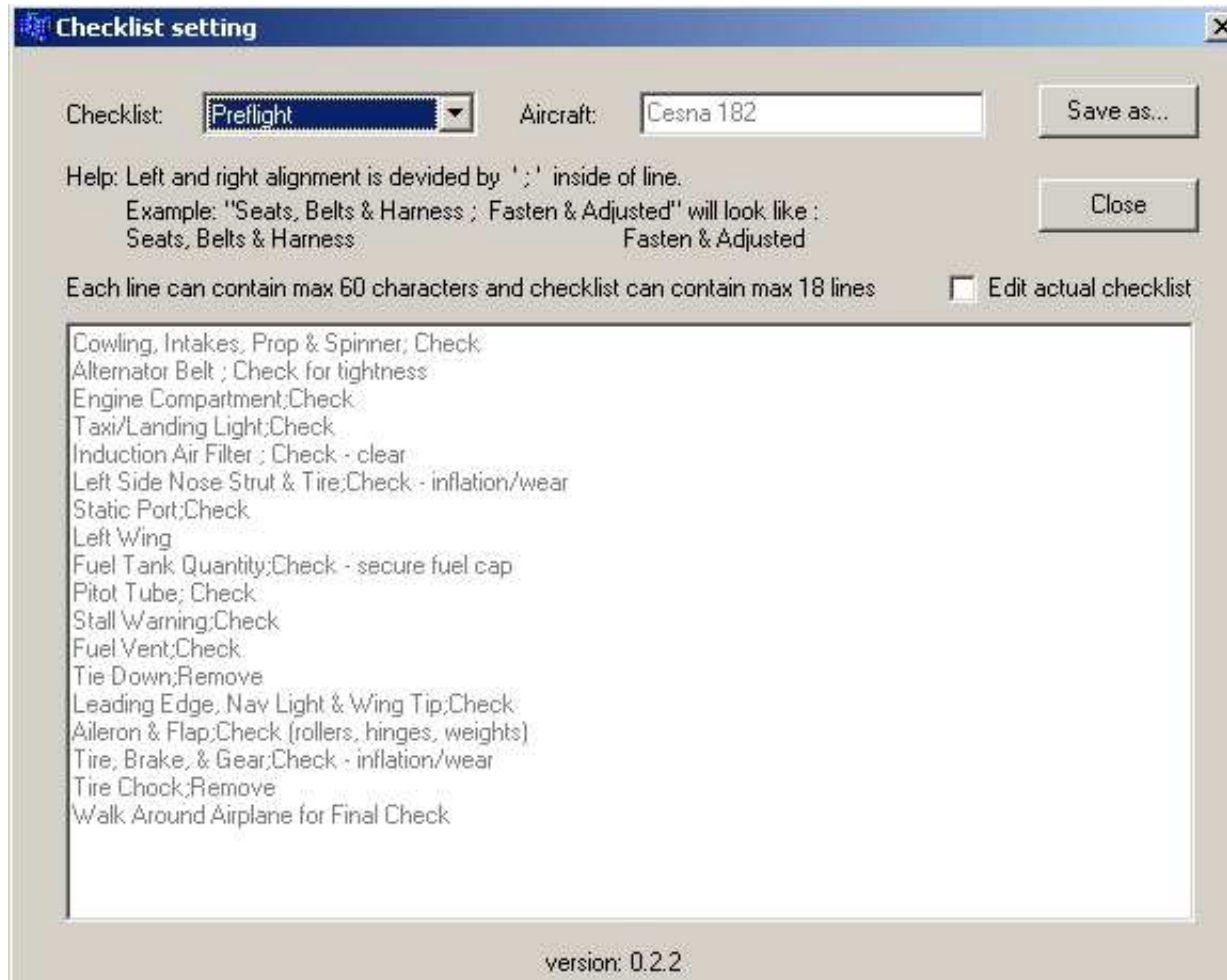 Checklist setting
Checklist: Preflight Aircraft: Cesna 182 Save as...
Help: Left and right alignment is devided by ' ; ' inside of line.
Example: "Seats, Belts & Harness ; Fasten & Adjusted" will look like :
Close
Seats, Belts & Harness Fasten & Adjusted
Each line can contain max 60 characters and checklist can contain max 18 lines Edit actual checklist
Cowling, Intakes, Prop & Spinner; Check
Alternator Belt ; Check for tightness
Engine Compartment;Check
Taxi/Landing Light;Check
Induction Air Filter ; Check - clear
Left Side Nose Strut & Tire;Check - inflation/wear
Static Port;Check
Left Wing
Fuel Tank Quantity;Check - secure fuel cap
Pitot Tube; Check
Stall Warning;Check
Fuel Vent;Check
Tie Down;Remove
Leading Edge, Nav Light & Wing Tip;Check
Aileron & Flap;Check (rollers, hinges, weights)
Tire, Brake, & Gear;Check - inflation/wear
Tire Chock;Remove
Walk Around Airplane for Final Check
version: 0.2.2